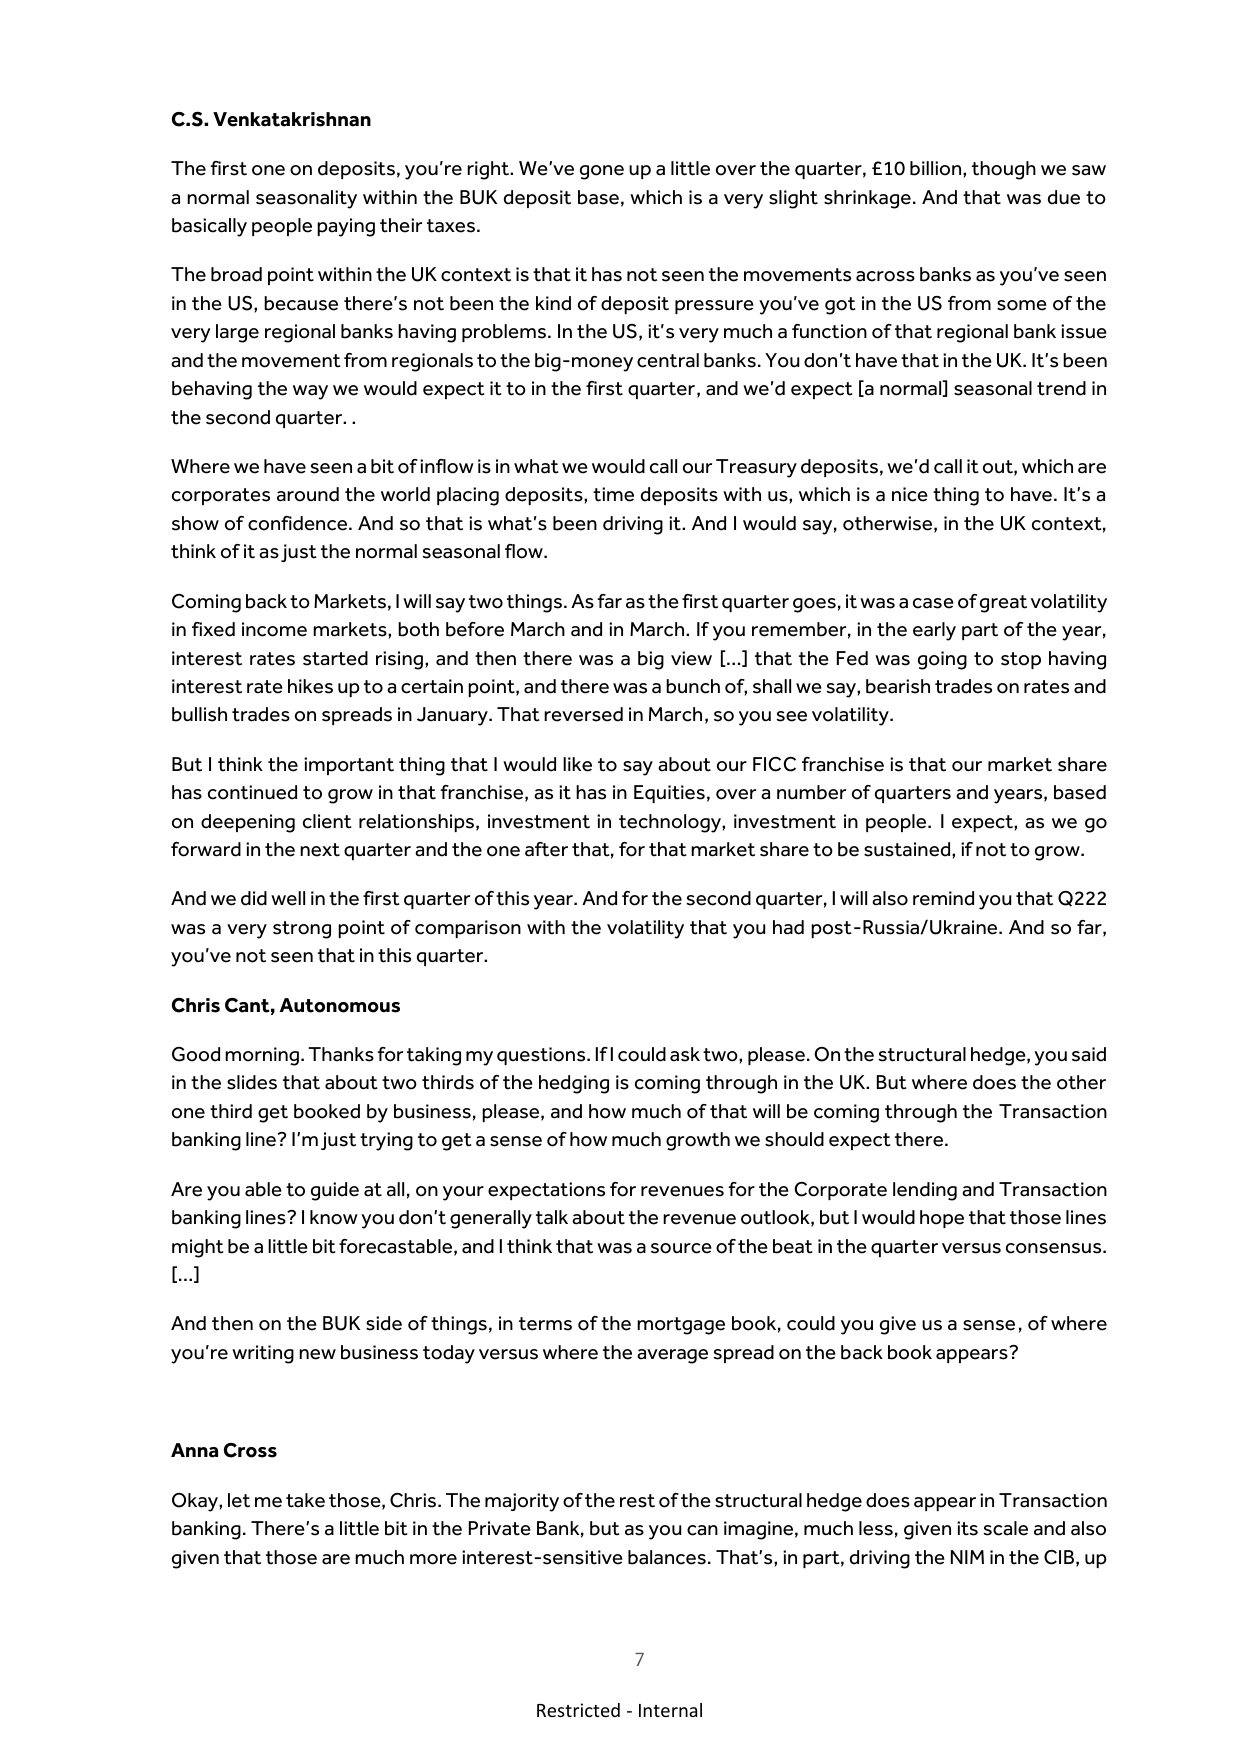 C.S. Venkatakrishnan
The first one on deposits, you're right. We've gone up a little over the quarter, £10 billion, though we saw
a normal seasonality within the BUK deposit base, which is a very slight shrinkage. And that was due to
basically people paying their taxes.
The broad point within the UK context is that it has not seen the movements across banks as you've seen
in the US, because there's not been the kind of deposit pressure you've got in the US from some of the
very large regional banks having problems. In the US, it's very much a function of that regional bank issue
and the movement from regionals to the big-money central banks. You don't have that in the UK. It's been
behaving the way we would expect it to in the first quarter, and we'd expect [a normal] seasonal trend in
the second quarter. .
Where we have seen a bit of inflow is in what we would call our Treasury deposits, we'd call it out, which are
corporates around the world placing deposits, time deposits with us, which is a nice thing to have. It's a
show of confidence. And so that is what's been driving it. And I would say, otherwise, in the UK context,
think of it as just the normal seasonal flow.
Coming back to Markets, I will say two things. As far as the first quarter goes, it was a case of great volatility
in fixed income markets, both before March and in March. If you remember, in the early part of the year,
interest rates started rising, and then there was a big view [...] that the Fed was going to stop having
interest rate hikes up to a certain point, and there was a bunch of, shall we say, bearish trades on rates and
bullish trades on spreads in January. That reversed in March, so you see volatility.
But I think the important thing that I would like to say about our FICC franchise is that our market share
has continued to grow in that franchise, as it has in Equities, over a number of quarters and years, based
on deepening client relationships, investment in technology, investment in people. I expect, as we go
forward in the next quarter and the one after that, for that market share to be sustained, if not to grow.
And we did well in the first quarter of this year. And for the second quarter, I will also remind you that Q222
was a very strong point of comparison with the volatility that you had post-Russia/Ukraine. And so far,
you've not seen that in this quarter.
Chris Cant, Autonomous
Good morning. Thanks for taking my questions. If I could ask two, please. On the structural hedge, you said
in the slides that about two thirds of the hedging is coming through in the UK. But where does the other
one third get booked by business, please, and how much of that will be coming through the Transaction
banking line? I'm just trying to get a sense of how much growth we should expect there.
Are you able to guide at all, on your expectations for revenues for the Corporate lending and Transaction
banking lines? I know you don't generally talk about the revenue outlook, but I would hope that those lines
might be a little bit forecastable, and I think that was a source of the beat in the quarter versus consensus.
[...]
And then on the BUK side of things, in terms of the mortgage book, could you give us a sense, of where
you're writing new business today versus where the average spread on the back book appears?
Anna Cross
Okay, let me take those, Chris. The majority of the rest of the structural hedge does appear in Transaction
banking. There's a little bit in the Private Bank, but as you can imagine, much less, given its scale and also
given that those are much more interest-sensitive balances. That's, in part, driving the NIM in the CIB, up
7
Restricted - Internal